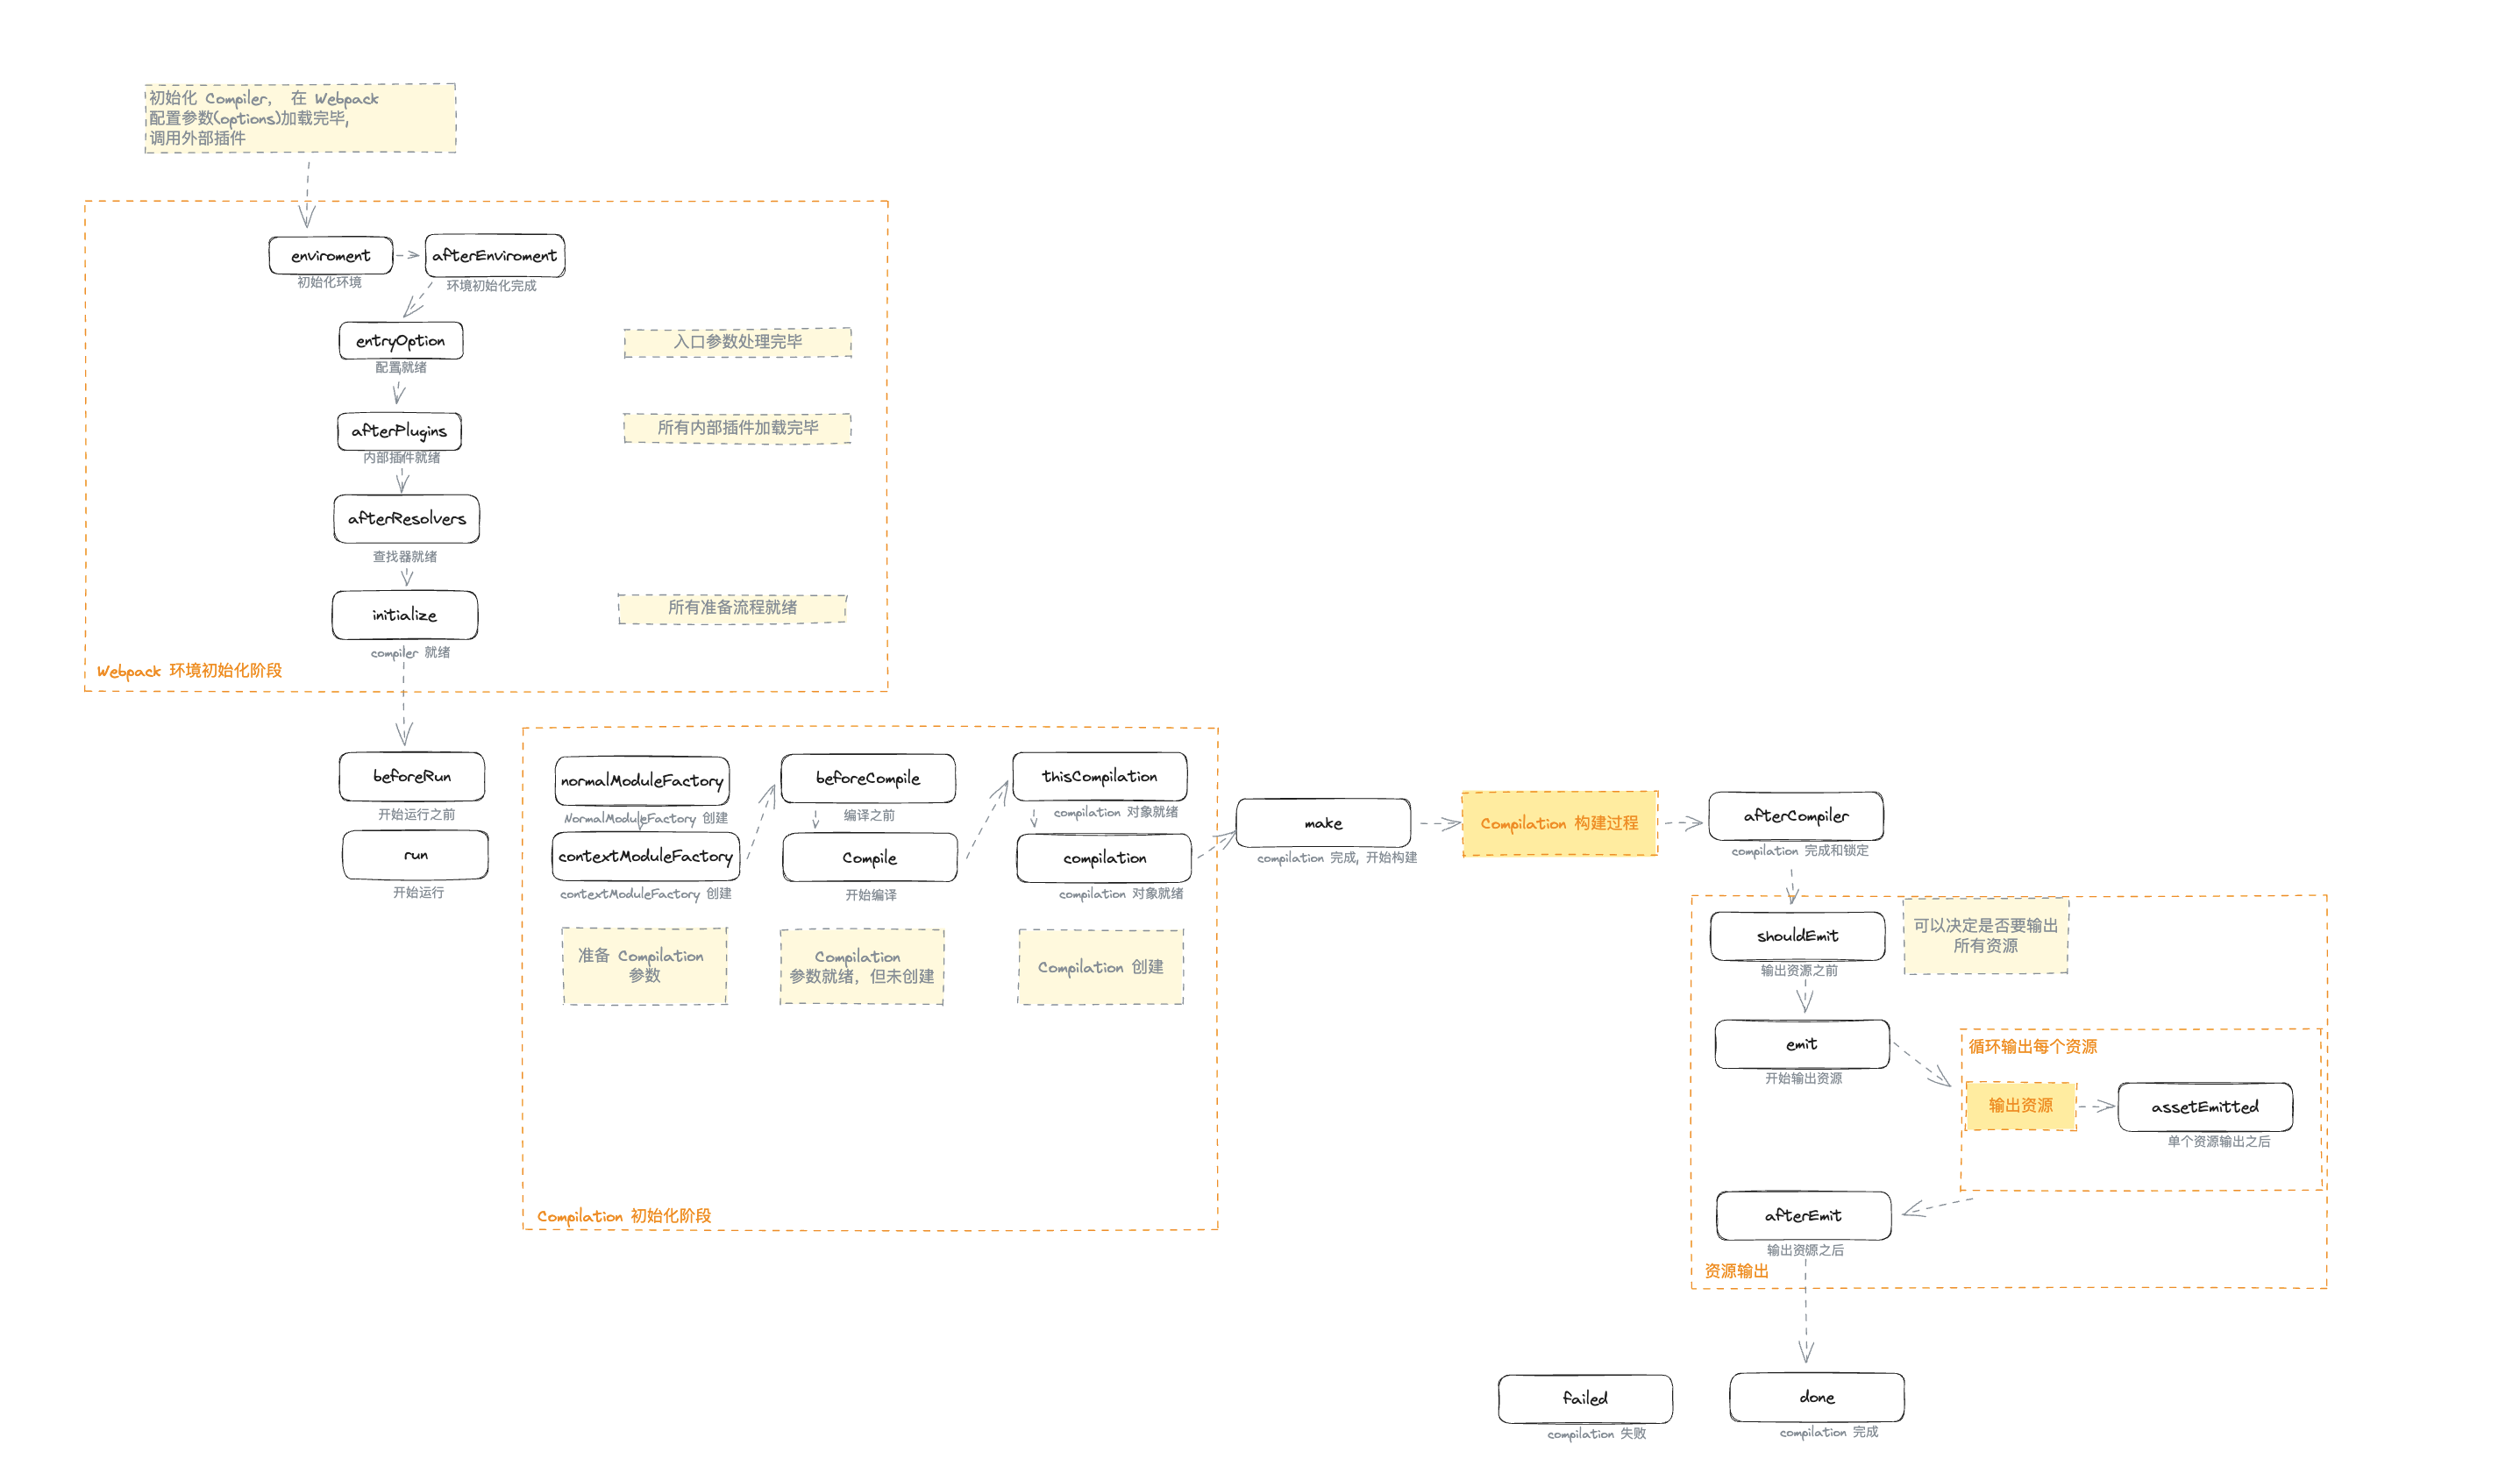 初始化 Compiler, 在 Webpack
配置参数(options)加载完毕,
调用外部插件
enviroment
初始化环境
afterEnviroment
环境初始化完成
entryOption
配置就绪
入口参数处理完毕
afterPlugins
内部插件就绪
所有内部插件加载完毕
afterResolvers
查找器就绪
initialize
compiler 就绪
所有准备流程就绪
Webpack 环境初始化阶段
beforeRun
开始运行之前
run
开始运行
normalModuleFactory
NormalModuleFactory 创建
contextModuleFactory
contextModuleFactory 创建
准备 Compilation
参数
beforeCompile
编译之前
Compile
开始编译
Compilation
参数就绪，但未创建
thisCompilation
compilation 对象就绪
compilation
compilation 对象就绪
Compilation 创建
Compilation 初始化阶段
make
compilation 完成, 开始构建
Compilation 构建过程
afterCompiler
compilation 完成和锁定
shouldEmit
输出资源之前
可以决定是否要输出
所有资源
emit
开始输出资源
循环输出每个资源
输出资源
assetEmitted
单个资源输出之后
afterEmit
输出资源之后
资源输出
failed
compilation 失败
done
compilation 完成